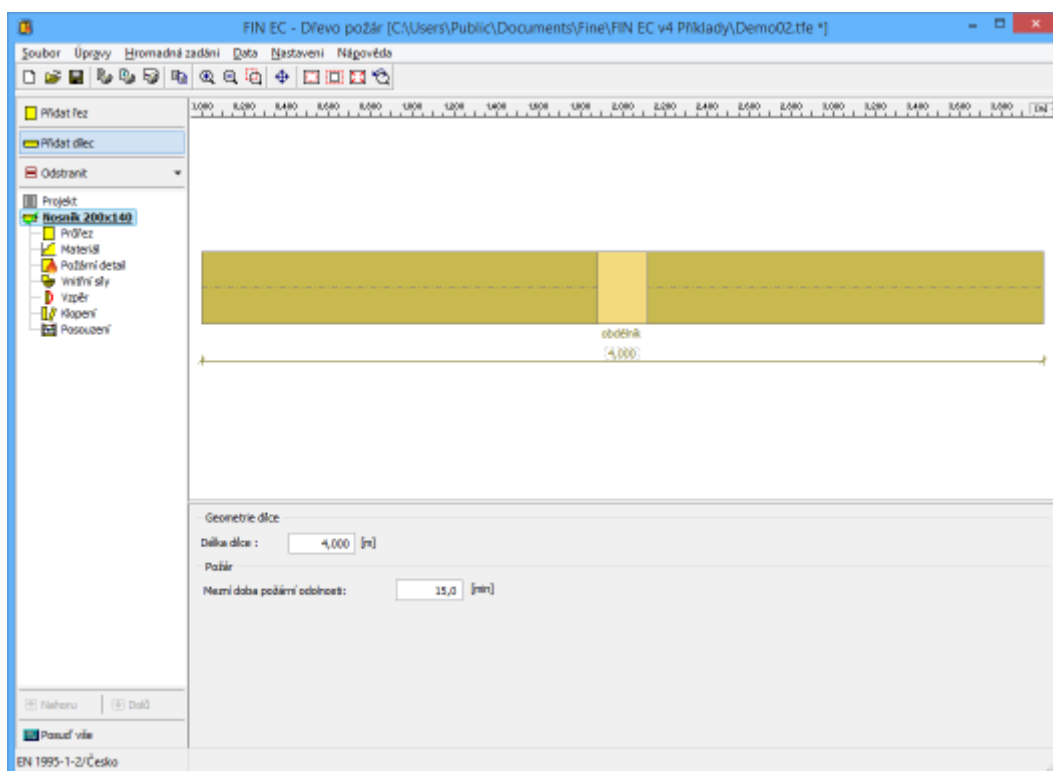 FIN EC - Dřevo požár [C:\Users\Public\Documents\Fine\FIN EC v4 Příklady\Demo02.tfe *]
Soubor Úpravy Hromadná zadání Data Nastavení Nápověda
Přidat řez
Přidat dílec
Odstranit
Projekt
Nosník 200x140
Průřez
Materiál
Požární detail
Vnitřní síly
Vzpěr
Klopení
Posouzení
obdélník
4,000
Geometrie dílce
Délka dílce : 4,000 [m]
Požár
Mezní doba požární odolnosti: 15,0 [min]
Nahoru Dolů
Posuď vše
EN 1995-1-2/Česko